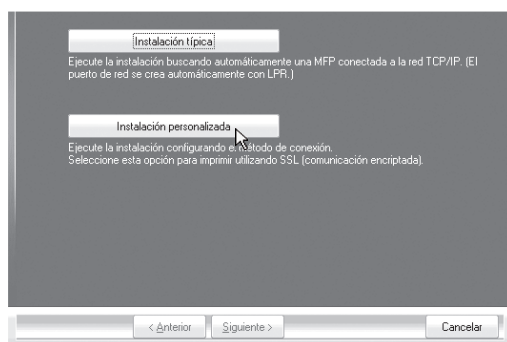 Instalación típica
Ejecute la instalación buscando automáticamente una MFP conectada a la red TCP/IP. (El
puerto de red se crea automáticamente con LPR.)
Instalación personalizada
Ejecute la instalación configurando el método de conexión.
Seleccione esta opción para imprimir utilizando SSL (comunicación encriptada).
< Anterior Siguiente > Cancelar